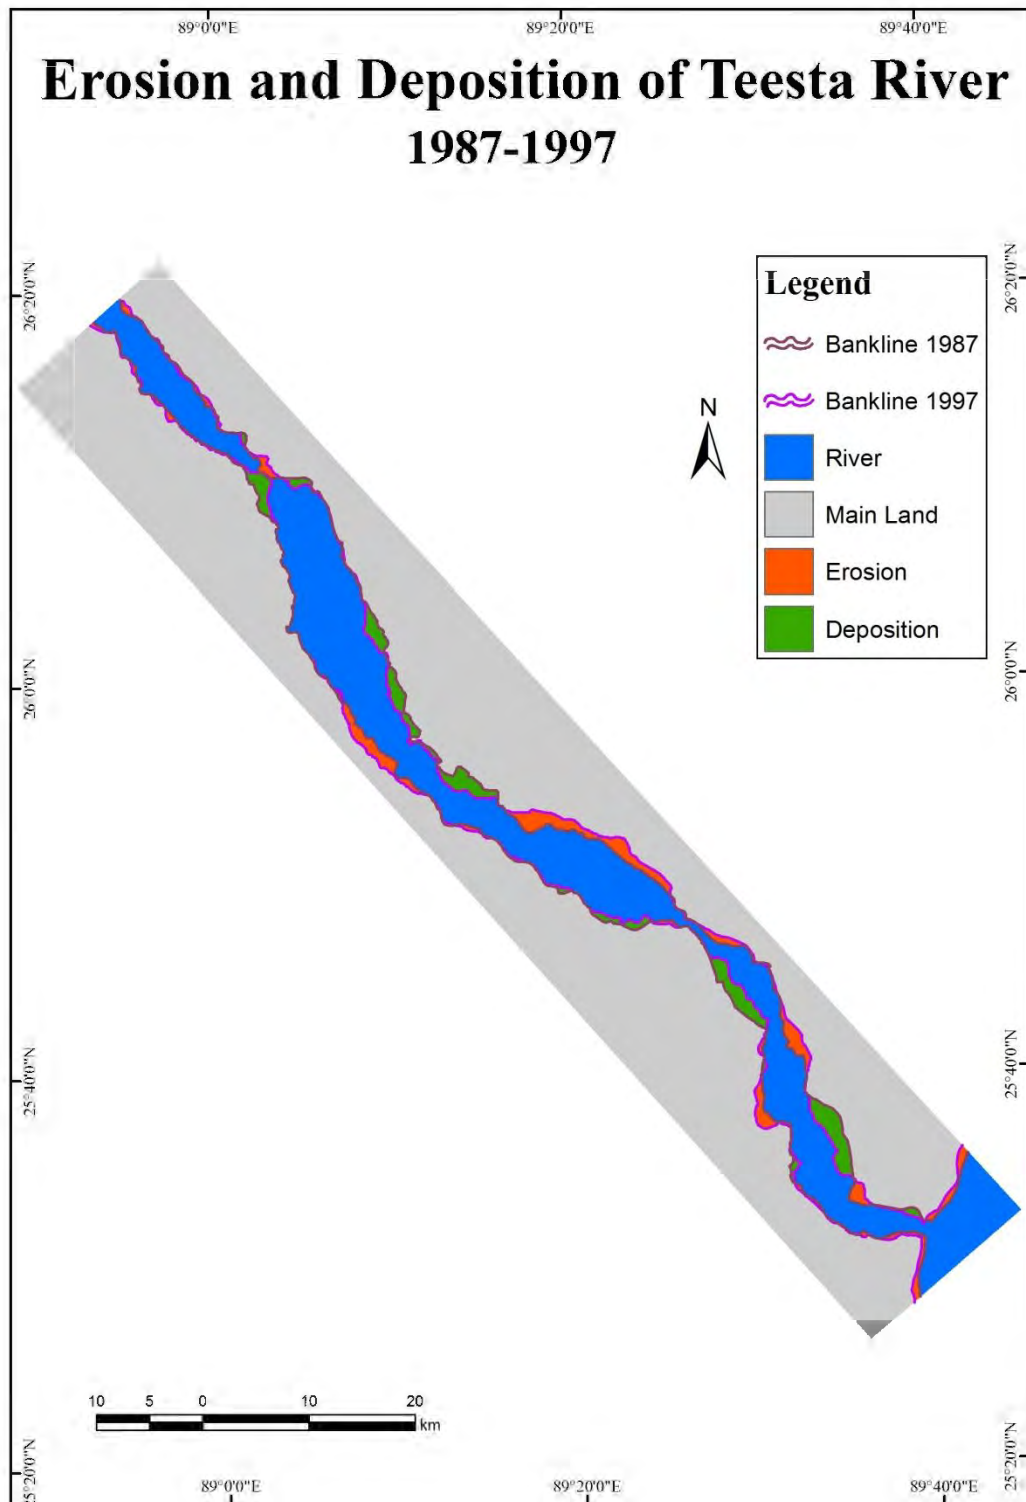 89°0'0"E 89°20'0"E 89°40'0"E
Erosion and Deposition of Teesta River
1987-1997
26°20'0"N
26°20'0"N
Legend
Bankline 1987
Bankline 1997
River
Main Land
Erosion
Deposition
N
26°0'0"N
26°0'0"N
25°40'0"N
25°40'0"N
10 5 0 10 20
km
25°20'0"N
25°20'0"N
89°0'0"E 89°20'0"E 89°40'0"E